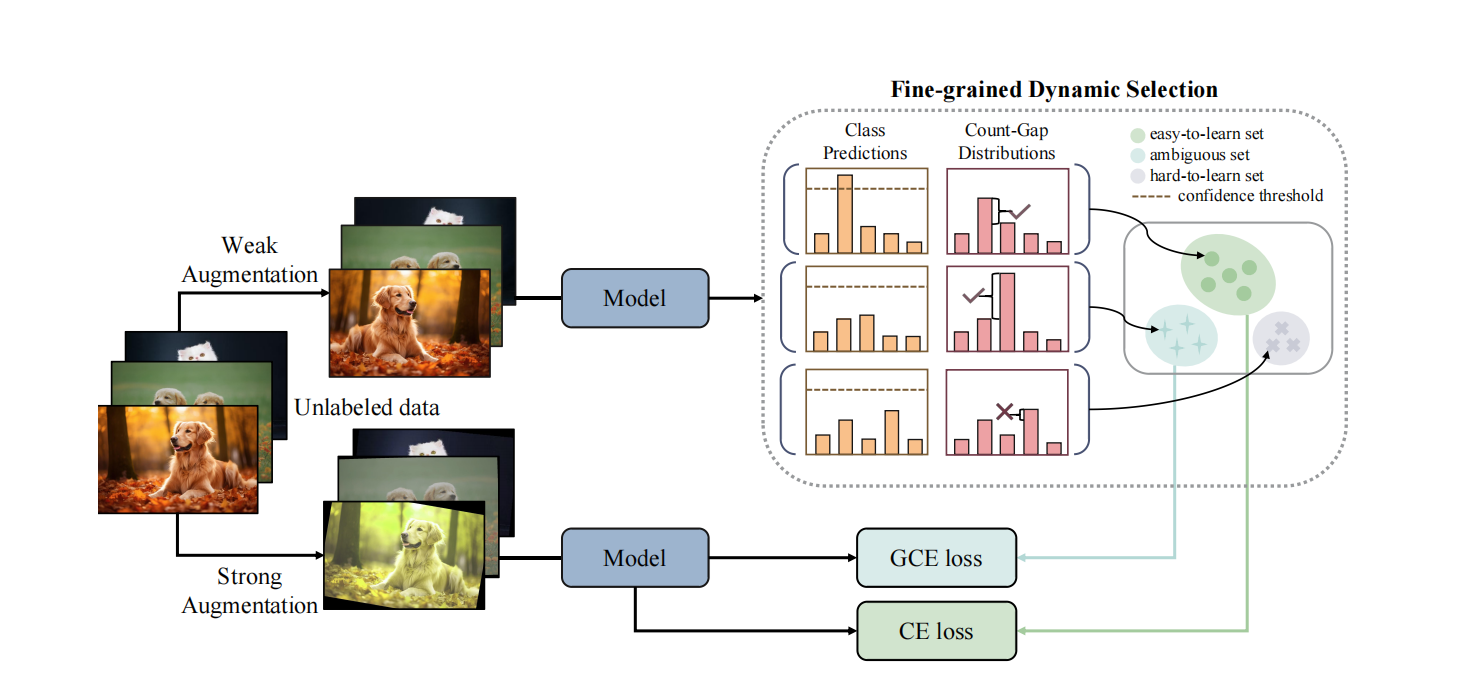 Fine-grained Dynamic Selection
Class
Predictions
Count-Gap
Distributions
easy-to-learn set
ambiguous set
hard-to-learn set
confidence threshold
Weak
Augmentation
Model
Unlabeled data
Strong
Augmentation
Model
GCE loss
CE loss